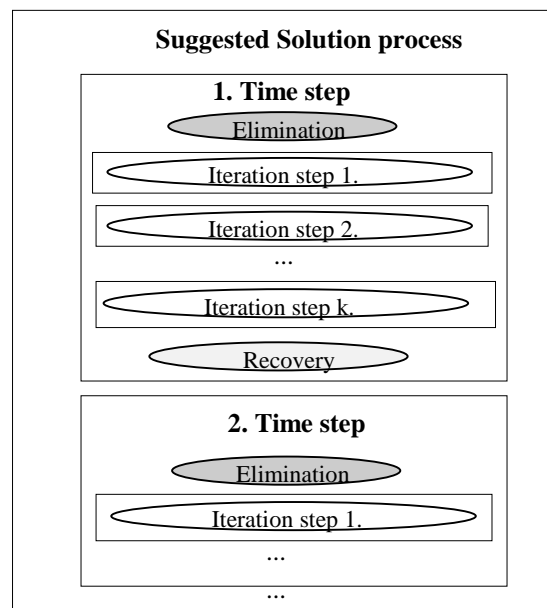 Suggested Solution process
1. Time step
Elimination
Iteration step 1.
Iteration step 2.
...
Iteration step k.
Recovery
2. Time step
Elimination
Iteration step 1.
...
...